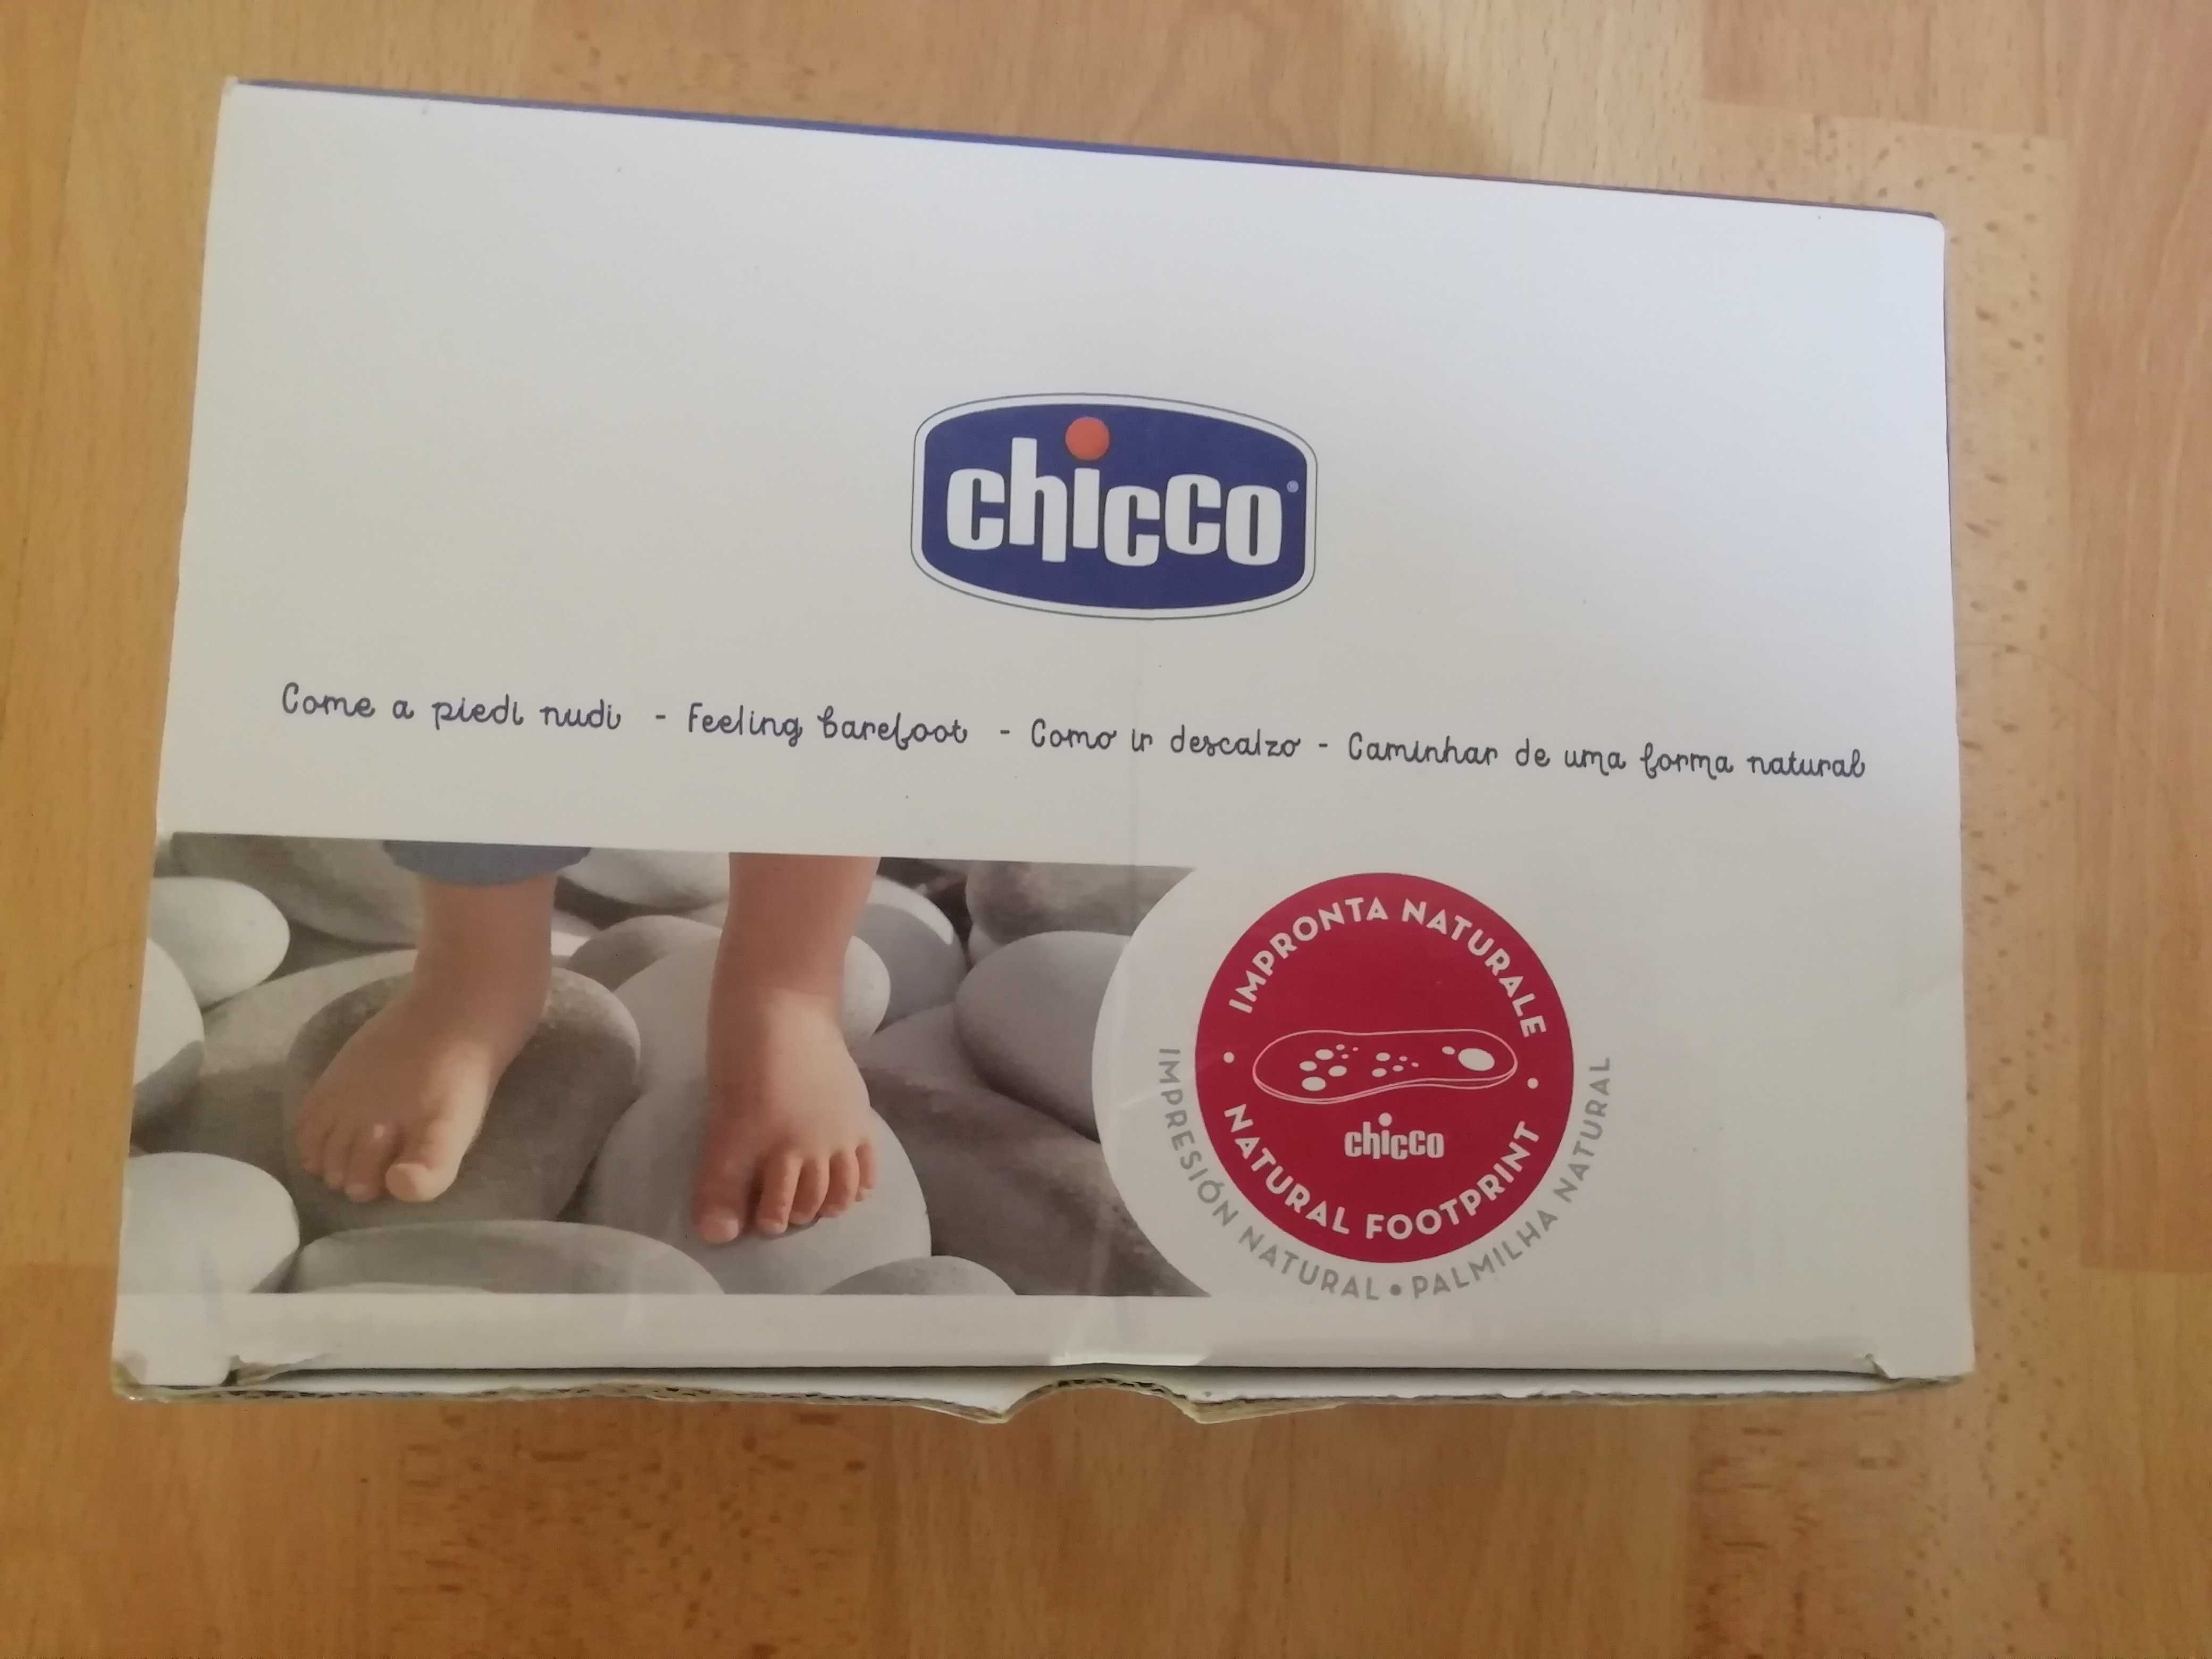 chicco
Come a piedi nudi - Feeling barefoot - Como ir descalzo - Caminhar de uma forma natural
IMPRONTA NATURALE
chicco
• NATURAL FOOTPRINT •
IMPRESIÓN NATURAL • PALMILHA NATURAL